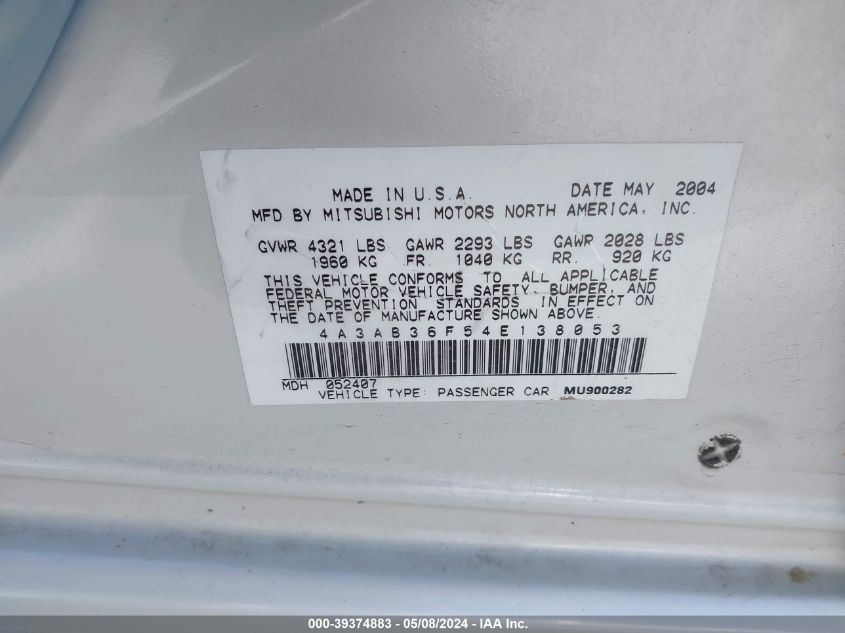 MADE IN U.S.A. DATE MAY 2004
MFD BY MITSUBISHI MOTORS NORTH AMERICA, INC.
GVWR 4321 LBS GAWR 2293 LBS GAWR 2028 LBS
1960 KG FR. 1040 KG RR. 920 KG
THIS VEHICLE CONFORMS TO ALL APPLICABLE
FEDERAL MOTOR VEHICLE SAFETY, BUMPER, AND
THEFT PREVENTION STANDARDS IN EFFECT ON
THE DATE OF MANUFACTURE SHOWN ABOVE.
4A3AB36F54E138053
MDH 052407
VEHICLE TYPE: PASSENGER CAR MU900282
000-39374883 - 05/08/2024 - IAA Inc.